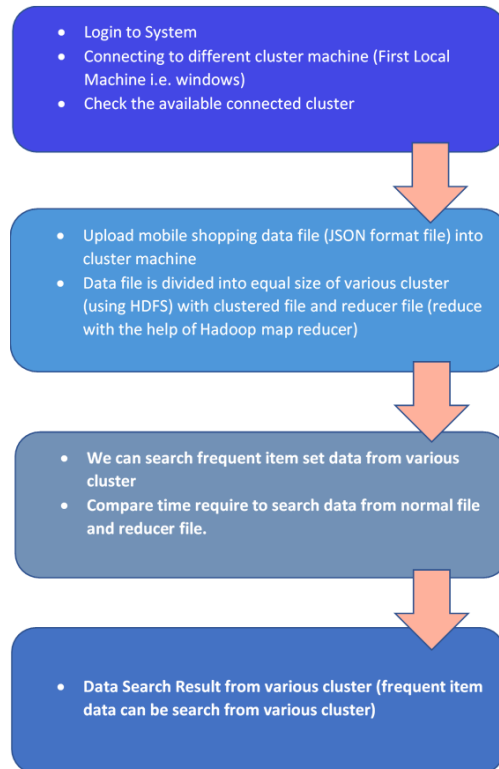 • Login to System
• Connecting to different cluster machine (First Local
Machine i.e. windows)
• Check the available connected cluster
• Upload mobile shopping data file (JSON format file) into
cluster machine
• Data file is divided into equal size of various cluster
(using HDFS) with clustered file and reducer file (reduce
with the help of Hadoop map reducer)
• We can search frequent item set data from various
cluster
• Compare time require to search data from normal file
and reducer file.
• Data Search Result from various cluster (frequent item
data can be search from various cluster)